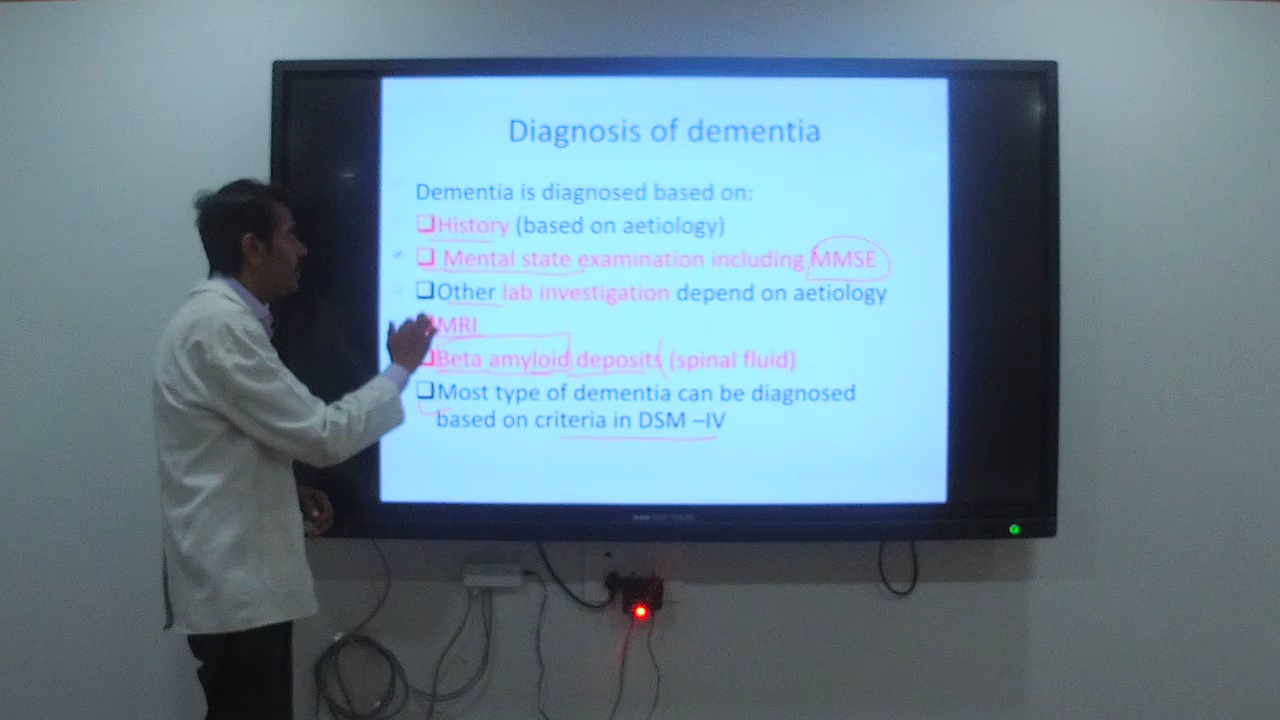 Diagnosis of dementia
Dementia is diagnosed based on:
❑History (based on aetiology)
❑ Mental state examination including MMSE
❑Other lab investigation depend on aetiology
MRI
❑Beta amyloid deposits (spinal fluid)
❑Most type of dementia can be diagnosed
based on criteria in DSM –IV